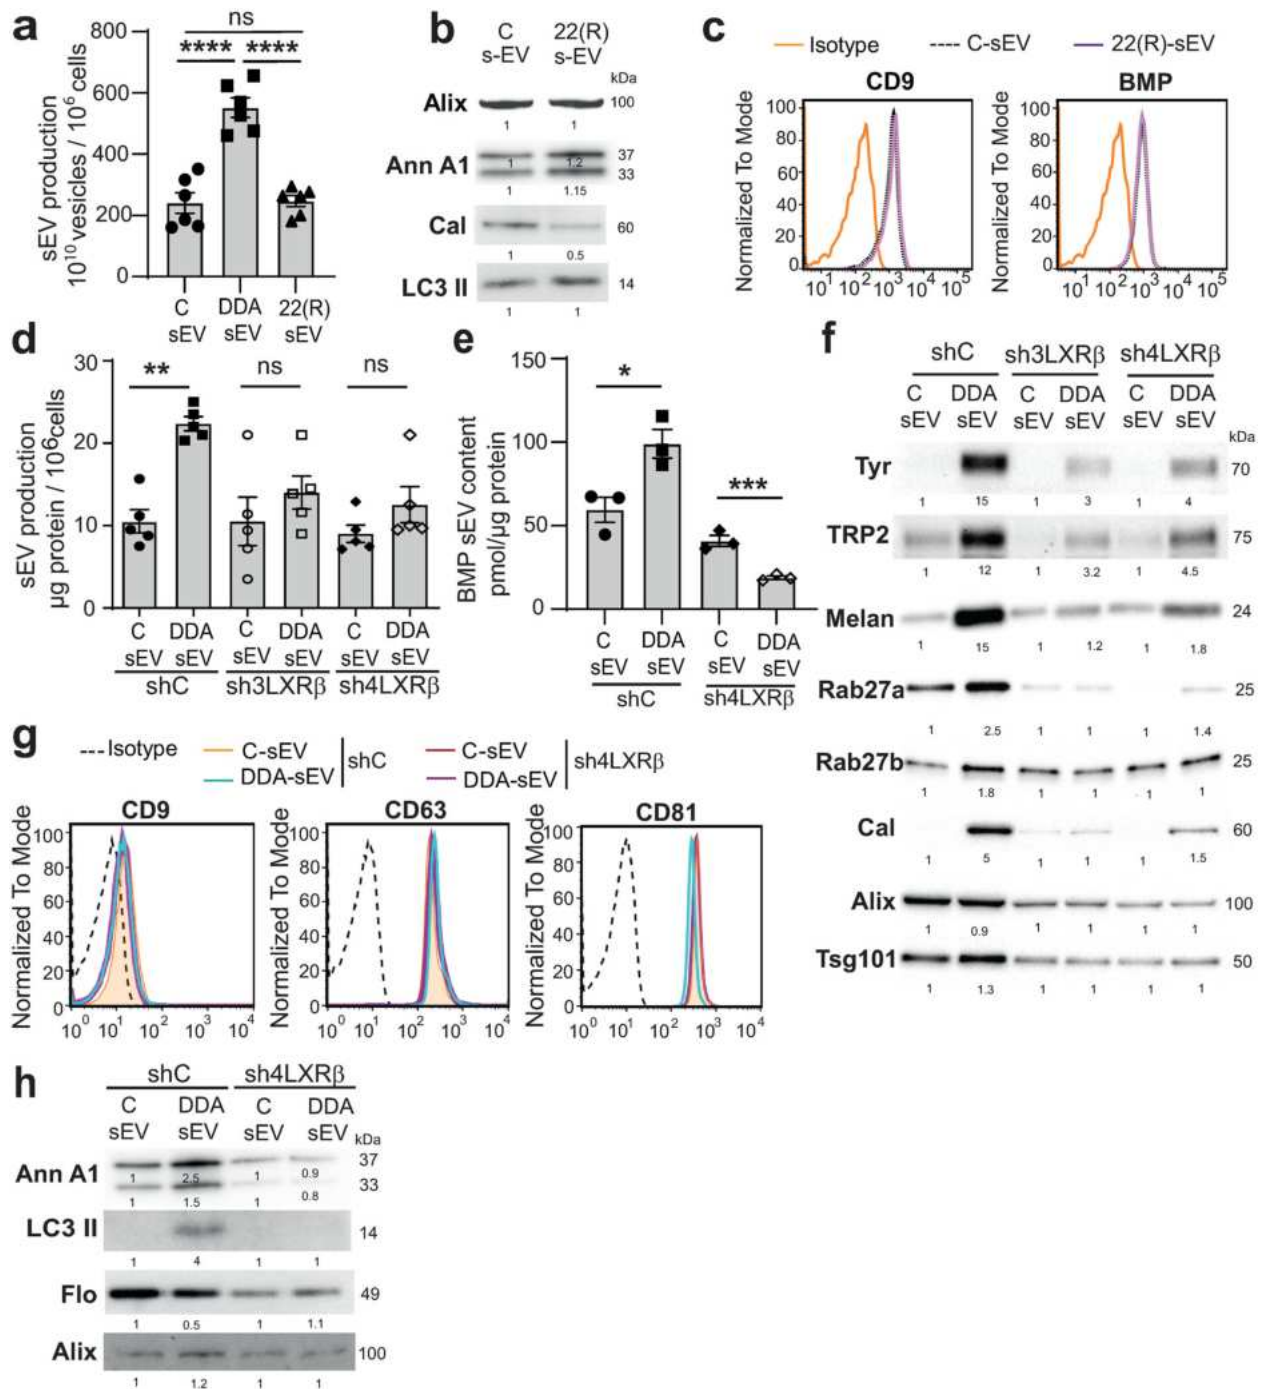 a
sEV production
10¹⁰ vesicles / 10⁶ cells
800
600
400
200
0
ns
**** ****
C
sEV
DDA
sEV
22(R)
sEV
b
C
s-EV
22(R)
s-EV
kDa
Alix 100
1 1
Ann A1 37
1 1.2
33
1 1.15
Cal 60
1 0.5
LC3 II 14
1 1
c
Isotype C-sEV 22(R)-sEV
CD9
Normalized To Mode
100
80
60
40
20
0
10¹ 10² 10³ 10⁴ 10⁵
BMP
Normalized To Mode
100
80
60
40
20
0
10¹ 10² 10³ 10⁴ 10⁵
d
sEV production
µg protein / 10⁶cells
30
20
10
0
** ns ns
C
sEV
DDA
sEV
C
sEV
DDA
sEV
C
sEV
DDA
sEV
shC sh3LXRβ sh4LXRβ
e
BMP sEV content
pmol/µg protein
150
100
50
0
* ***
C
sEV
DDA
sEV
C
sEV
DDA
sEV
shC sh4LXRβ
f
shC sh3LXRβ sh4LXRβ
C DDA C DDA C DDA
sEV sEV sEV sEV sEV sEV
kDa
Tyr 70
1 15 1 3 1 4
TRP2 75
1 12 1 3.2 1 4.5
Melan 24
1 15 1 1.2 1 1.8
Rab27a 25
1 2.5 1 1 1 1.4
Rab27b 25
1 1.8 1 1 1 1
Cal 60
1 5 1 1 1 1.5
Alix 100
1 0.9 1 1 1 1
Tsg101 50
1 1.3 1 1 1 1
g
Isotype
C-sEV
DDA-sEV
shC
C-sEV
DDA-sEV
sh4LXRβ
CD9
Normalized To Mode
100
80
60
40
20
0
10⁰ 10¹ 10² 10³ 10⁴
CD63
Normalized To Mode
100
80
60
40
20
0
10⁰ 10¹ 10² 10³ 10⁴
CD81
Normalized To Mode
100
80
60
40
20
0
10⁰ 10¹ 10² 10³ 10⁴
h
shC sh4LXRβ
C DDA C DDA
sEV sEV sEV sEV
kDa
Ann A1 37
1 2.5 1 0.9
33
1 1.5 1 0.8
LC3 II 14
1 4 1 1
Flo 49
1 0.5 1 1.1
Alix 100
1 1.2 1 1